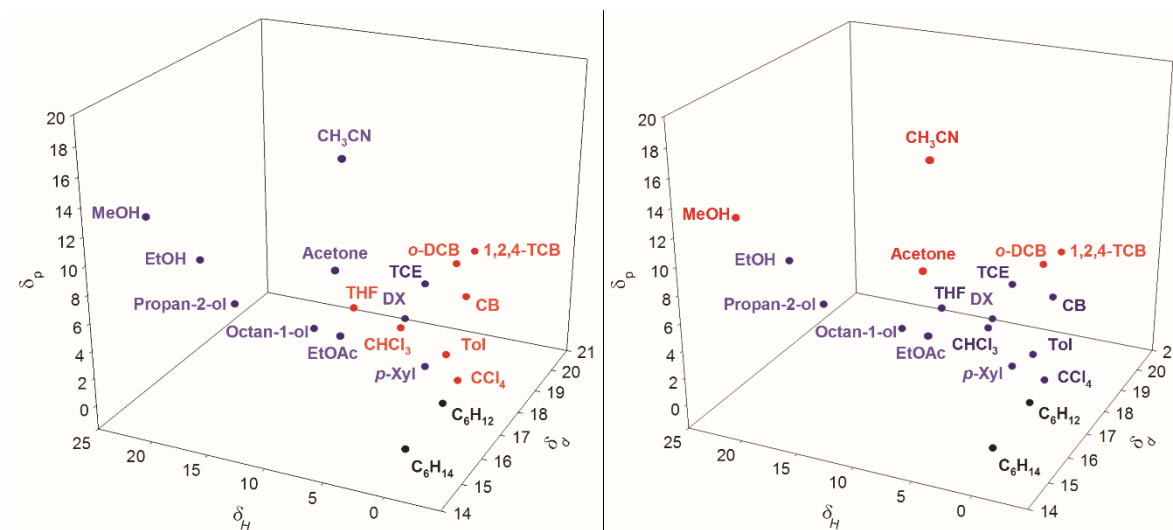 20
18
16
14
12
10
8
6
4
2
0
δp
CH3CN
MeOH
EtOH
Acetone
o-DCB
1,2,4-TCB
TCE
Propan-2-ol
THF
DX
CB
Octan-1-ol
EtOAc
CHCl3
Tol
p-Xyl
CCl4
C6H12
C6H14
25
20
15
10
5
0
δH
14
15
16
17
18
19
20
21
δd
20
18
16
14
12
10
8
6
4
2
0
δp
CH3CN
MeOH
EtOH
Acetone
o-DCB
1,2,4-TCB
TCE
Propan-2-ol
THF
DX
CB
Octan-1-ol
EtOAc
CHCl3
Tol
p-Xyl
CCl4
C6H12
C6H14
25
20
15
10
5
0
δH
14
15
16
17
18
19
20
2
δd